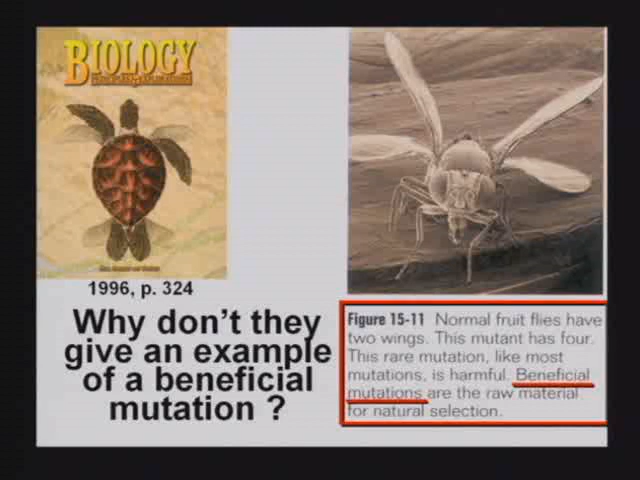 BIOLOGY
1996, p. 324
Why don't they
give an example
of a beneficial
mutation ?
Figure 15-11 Normal fruit flies have
two wings. This mutant has four.
This rare mutation, like most
mutations, is harmful. Beneficial
mutations are the raw material
for natural selection.